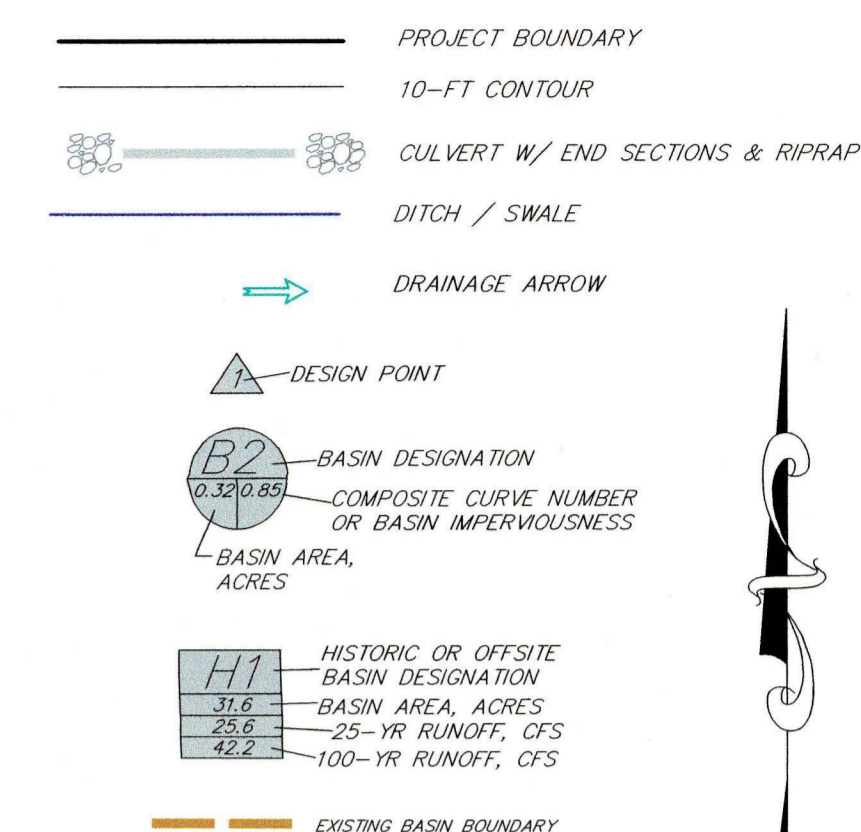 PROJECT BOUNDARY
10-FT CONTOUR
CULVERT W/ END SECTIONS & RIPRAP
DITCH / SWALE
DRAINAGE ARROW
1
DESIGN POINT
B2
BASIN DESIGNATION
0.32 0.85
COMPOSITE CURVE NUMBER
OR BASIN IMPERVIOUSNESS
BASIN AREA,
ACRES
HISTORIC OR OFFSITE
H1
BASIN DESIGNATION
31.6
BASIN AREA, ACRES
25.6
25-YR RUNOFF, CFS
42.2
100-YR RUNOFF, CFS
EXISTING BASIN BOUNDARY